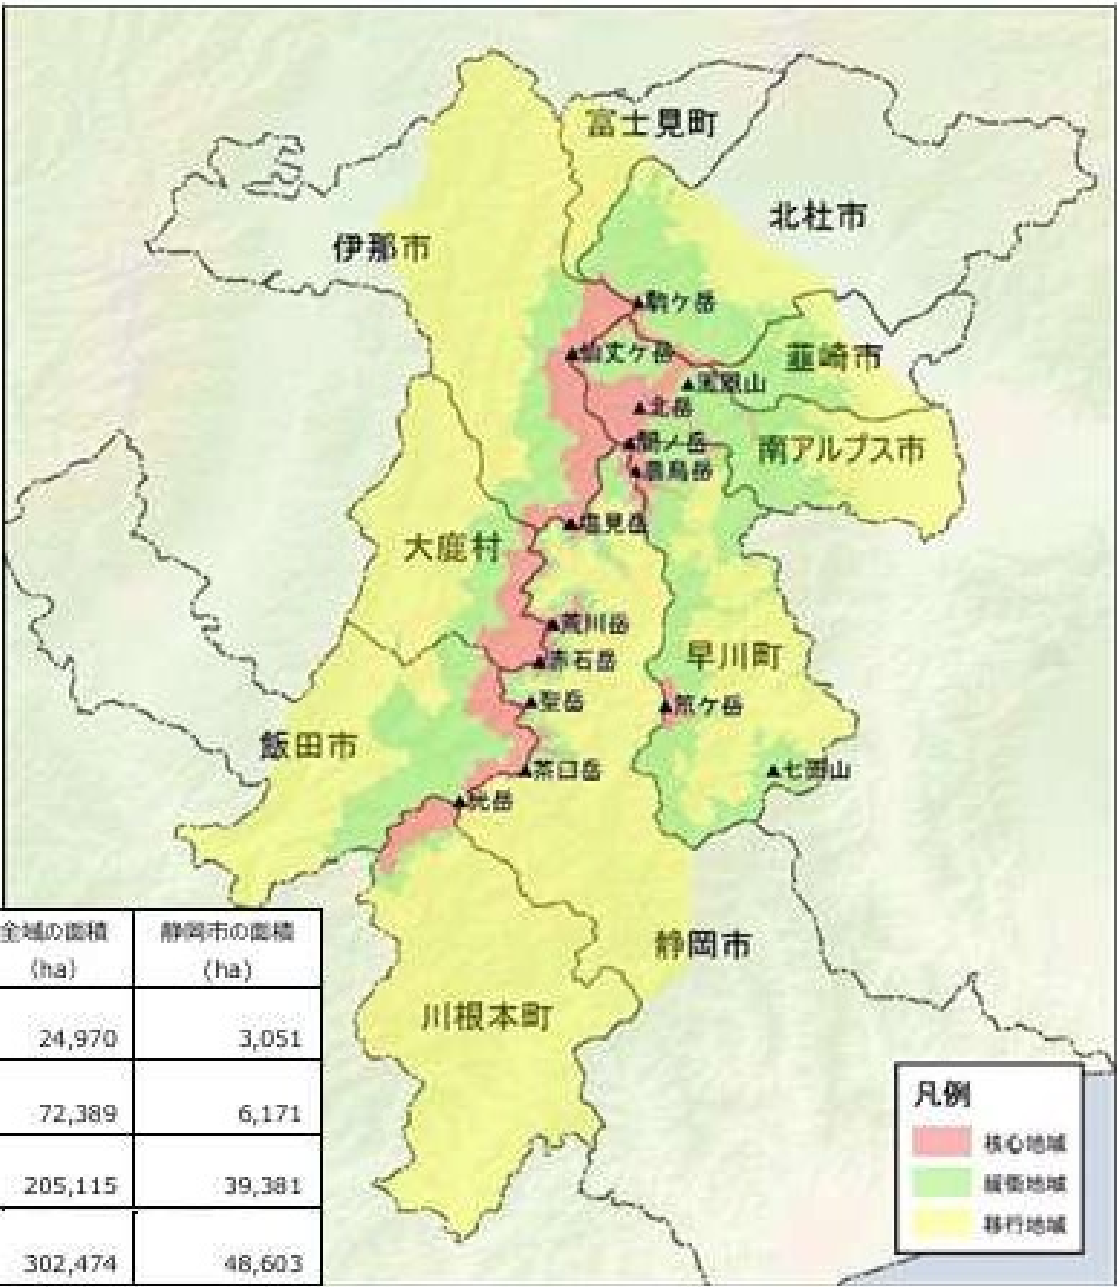 富士見町
北杜市
伊那市
駒ケ岳
仙丈ケ岳
韮崎市
鳳凰山
北岳
間ノ岳
南アルプス市
農鳥岳
塩見岳
大鹿村
荒川岳
赤石岳
早川町
聖岳
笊ケ岳
飯田市
茶臼岳
七面山
光岳
静岡市
川根本町
全域の面積 静岡市の面積
(ha) (ha)
24,970 3,051
72,389 6,171
205,115 39,381
302,474 48,603
凡例
核心地域
緩衝地域
移行地域